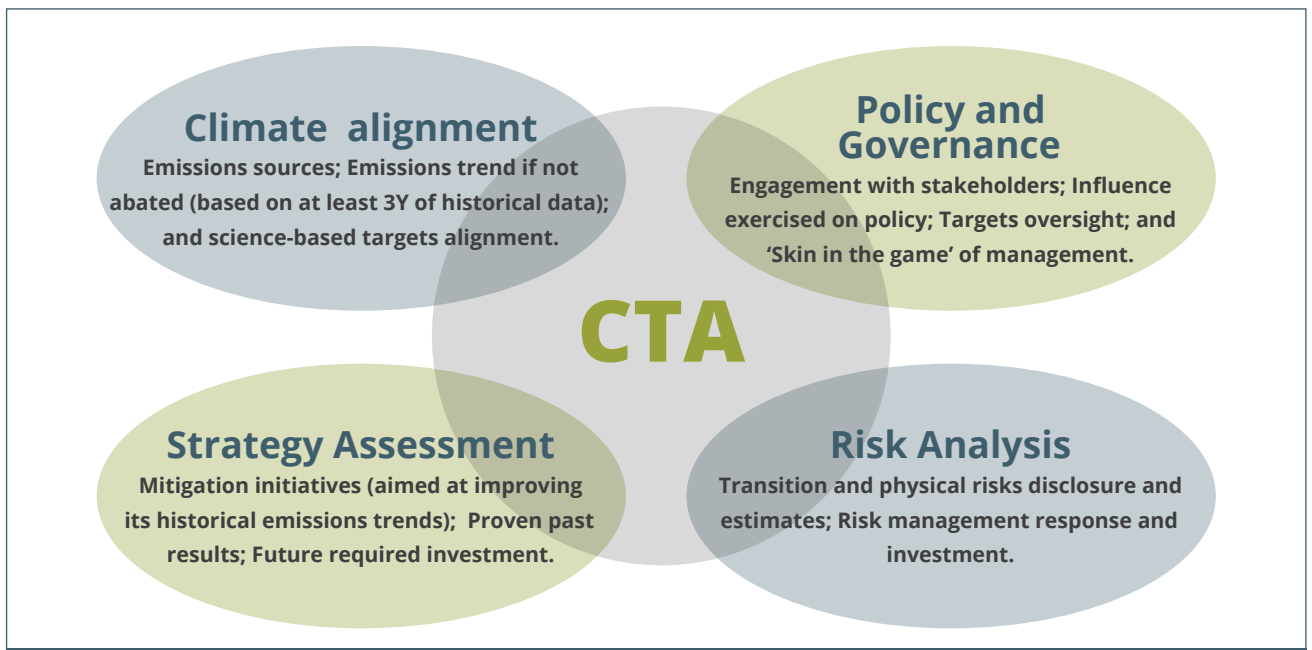 Climate  alignment
Emissions sources; Emissions trend if not
abated (based on at least 3Y of historical data);
and science-based targets alignment.
Policy and
Governance
Engagement with stakeholders; Influence
exercised on policy; Targets oversight; and
‘Skin in the game’ of management.
CTA
Strategy Assessment
Mitigation initiatives (aimed at improving
its historical emissions trends);  Proven past
results; Future required investment.
Risk Analysis
Transition and physical risks disclosure and
estimates; Risk management response and
investment.